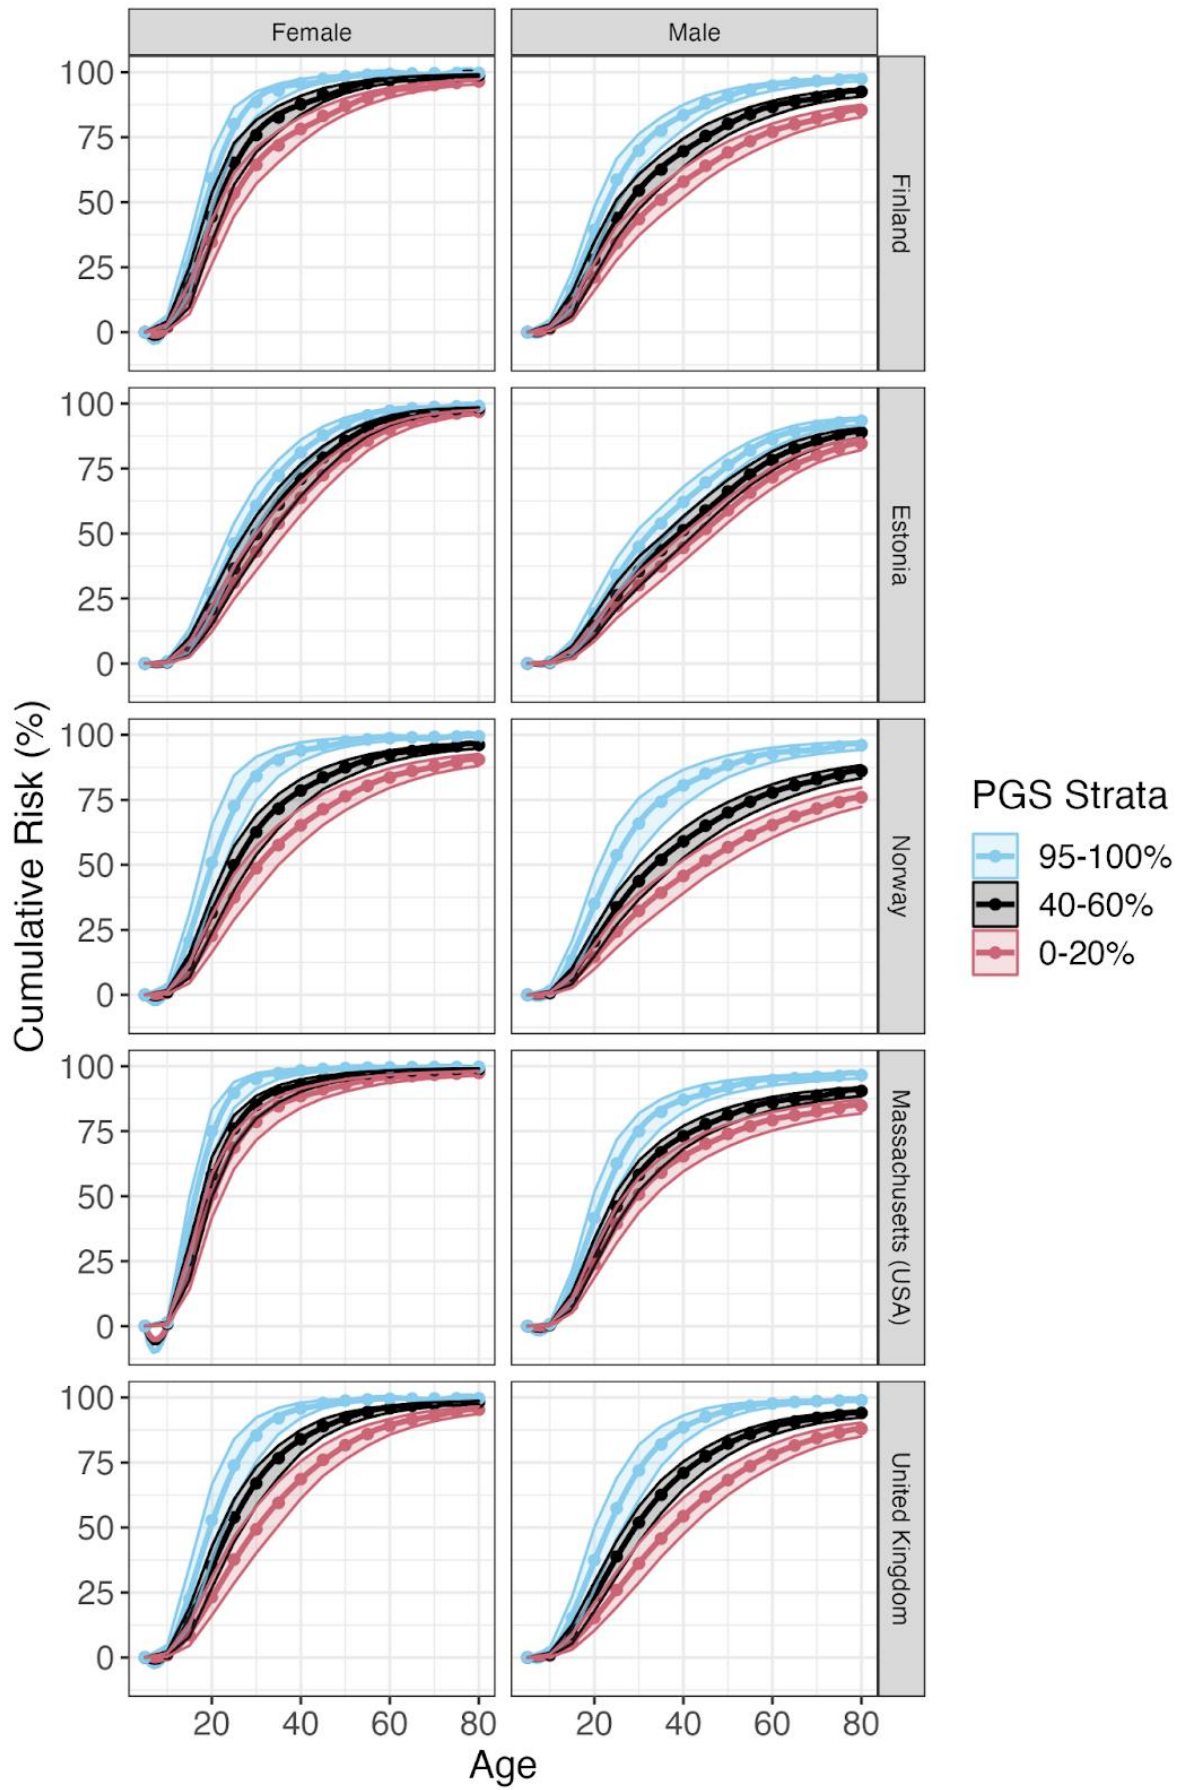 Female
Male
100
75
50
25
0
Finland
100
75
50
25
0
Estonia
100
75
50
25
0
Norway
100
75
50
25
0
Massachusetts (USA)
100
75
50
25
0
United Kingdom
20 40 60 80
20 40 60 80
Age
Cumulative Risk (%)
PGS Strata
95-100%
40-60%
0-20%